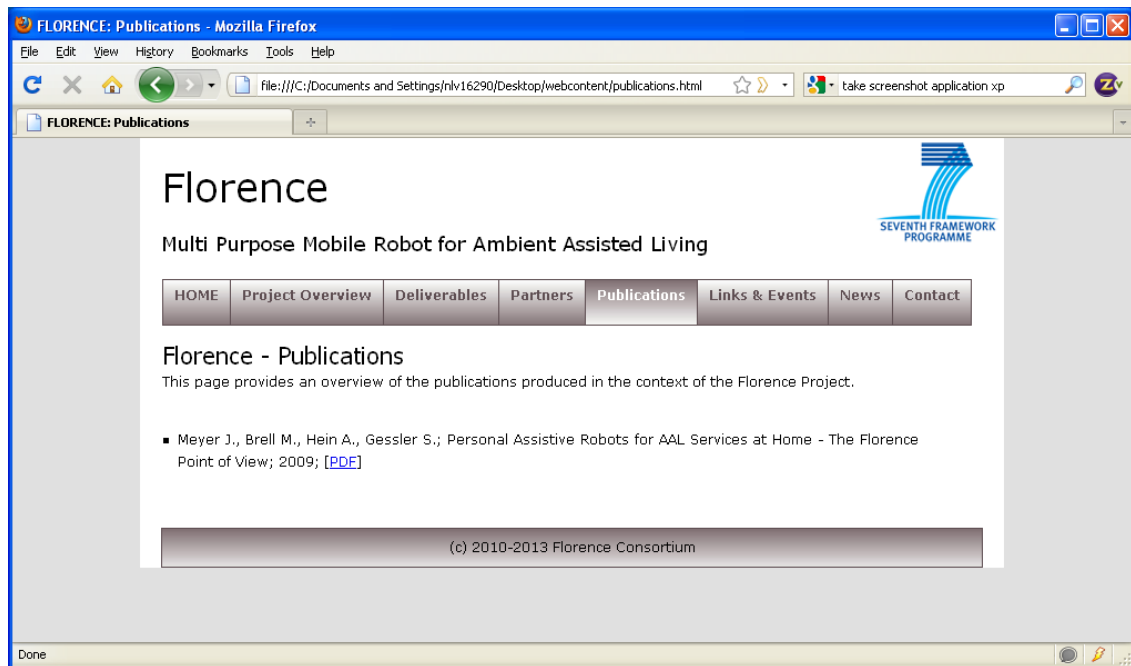 FLORENCE: Publications - Mozilla Firefox
File Edit View History Bookmarks Tools Help
file:///C:/Documents and Settings/nlv16290/Desktop/webcontent/publications.html take screenshot application xp
FLORENCE: Publications
Florence
SEVENTH FRAMEWORK
PROGRAMME
Multi Purpose Mobile Robot for Ambient Assisted Living
HOME Project Overview Deliverables Partners Publications Links & Events News Contact
Florence - Publications
This page provides an overview of the publications produced in the context of the Florence Project.
▪ Meyer J., Brell M., Hein A., Gessler S.; Personal Assistive Robots for AAL Services at Home - The Florence
Point of View; 2009; [PDF]
(c) 2010-2013 Florence Consortium
Done